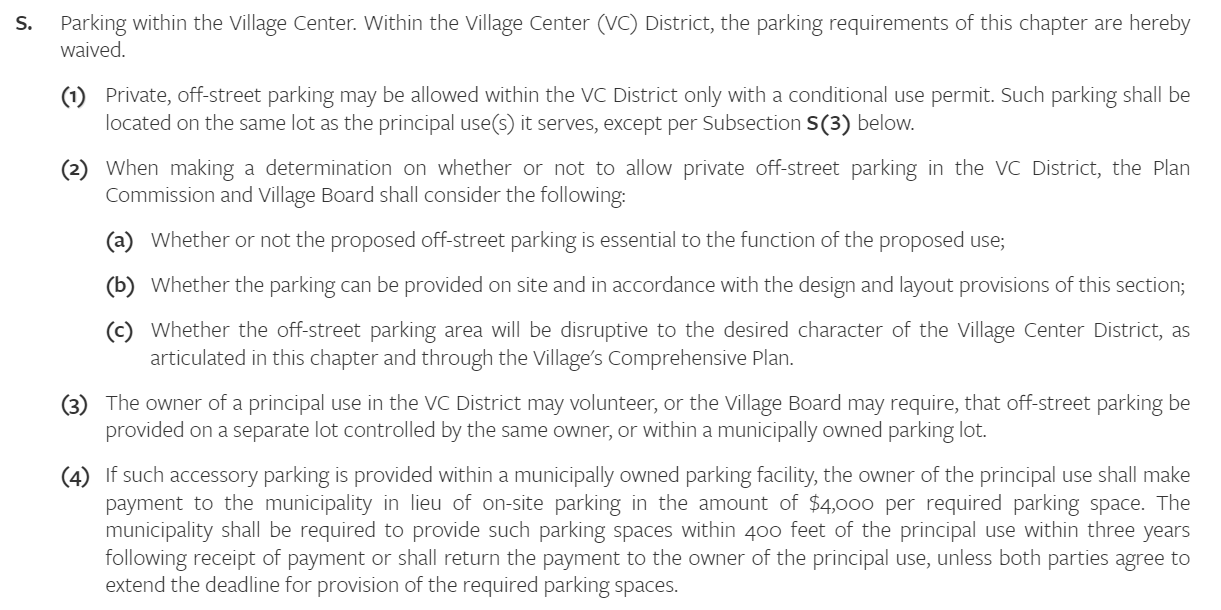 S. Parking within the Village Center. Within the Village Center (VC) District, the parking requirements of this chapter are hereby
waived.
(1) Private, off-street parking may be allowed within the VC District only with a conditional use permit. Such parking shall be
located on the same lot as the principal use(s) it serves, except per Subsection S(3) below.
(2) When making a determination on whether or not to allow private off-street parking in the VC District, the Plan
Commission and Village Board shall consider the following:
(a) Whether or not the proposed off-street parking is essential to the function of the proposed use;
(b) Whether the parking can be provided on site and in accordance with the design and layout provisions of this section;
(c) Whether the off-street parking area will be disruptive to the desired character of the Village Center District, as
articulated in this chapter and through the Village's Comprehensive Plan.
(3) The owner of a principal use in the VC District may volunteer, or the Village Board may require, that off-street parking be
provided on a separate lot controlled by the same owner, or within a municipally owned parking lot.
(4) If such accessory parking is provided within a municipally owned parking facility, the owner of the principal use shall make
payment to the municipality in lieu of on-site parking in the amount of $4,000 per required parking space. The
municipality shall be required to provide such parking spaces within 400 feet of the principal use within three years
following receipt of payment or shall return the payment to the owner of the principal use, unless both parties agree to
extend the deadline for provision of the required parking spaces.